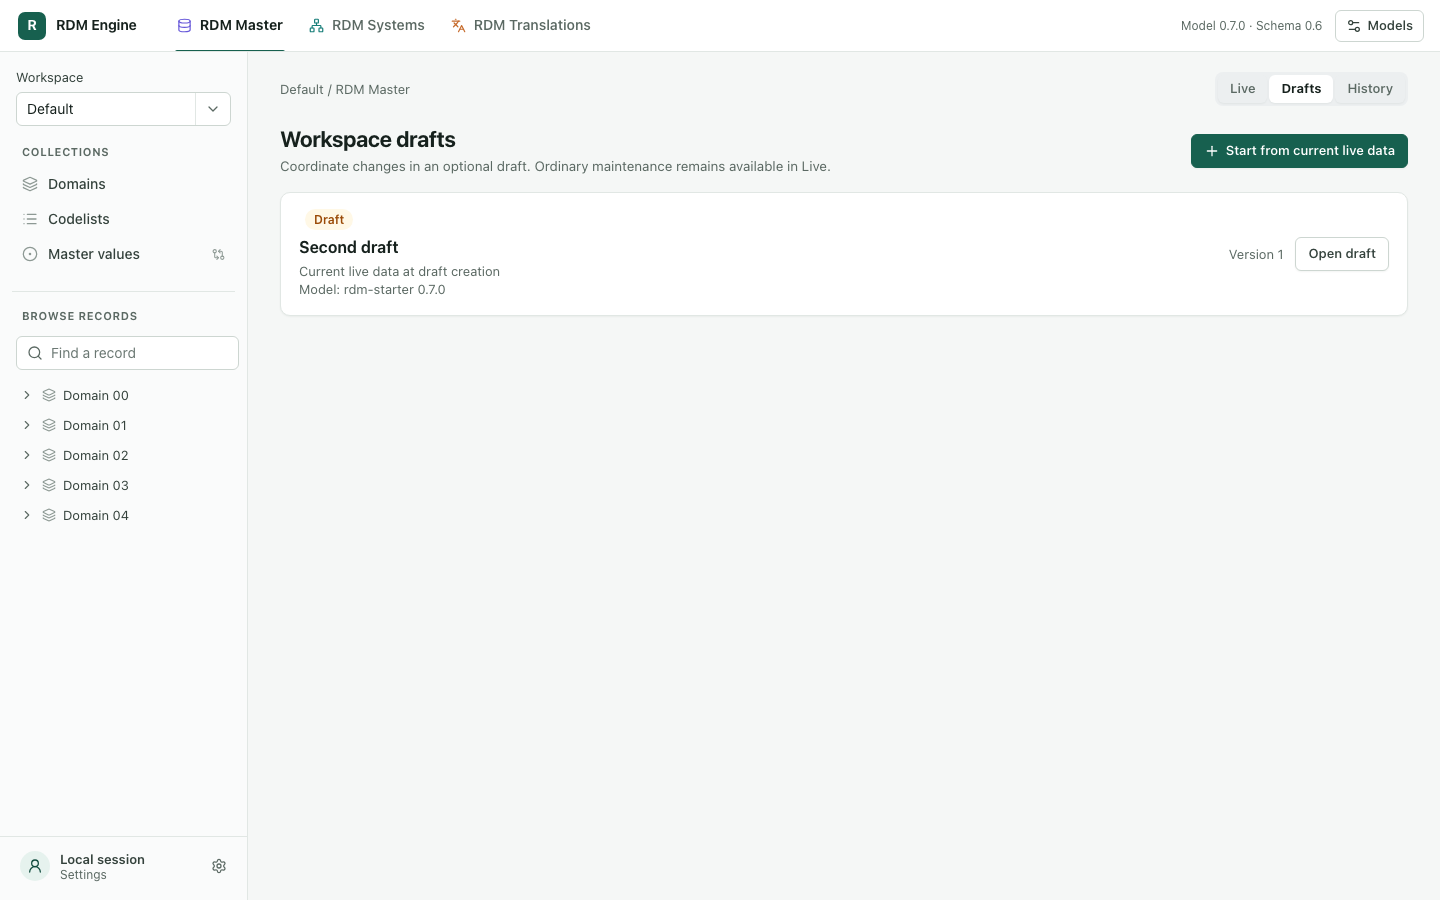 R RDM Engine RDM Master RDM Systems RDM Translations Model 0.7.0 · Schema 0.6 Models
Workspace
Default
COLLECTIONS
Domains
Codelists
Master values
BROWSE RECORDS
Find a record
Domain 00
Domain 01
Domain 02
Domain 03
Domain 04
Local session
Settings
Default / RDM Master
Live Drafts History
Workspace drafts
Coordinate changes in an optional draft. Ordinary maintenance remains available in Live.
Start from current live data
Draft
Second draft
Current live data at draft creation
Model: rdm-starter 0.7.0
Version 1 Open draft